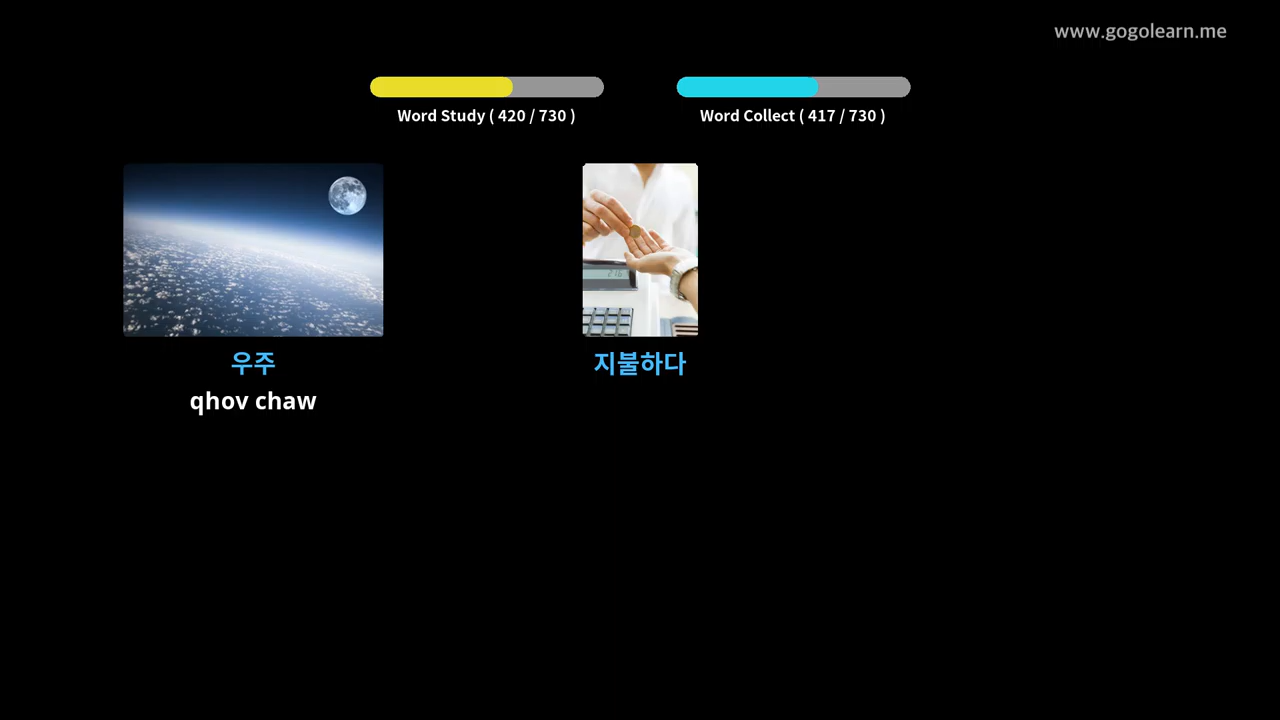 www.gogolearn.me
Word Study ( 420 / 730 )
Word Collect ( 417 / 730 )
우주
qhov chaw
지불하다